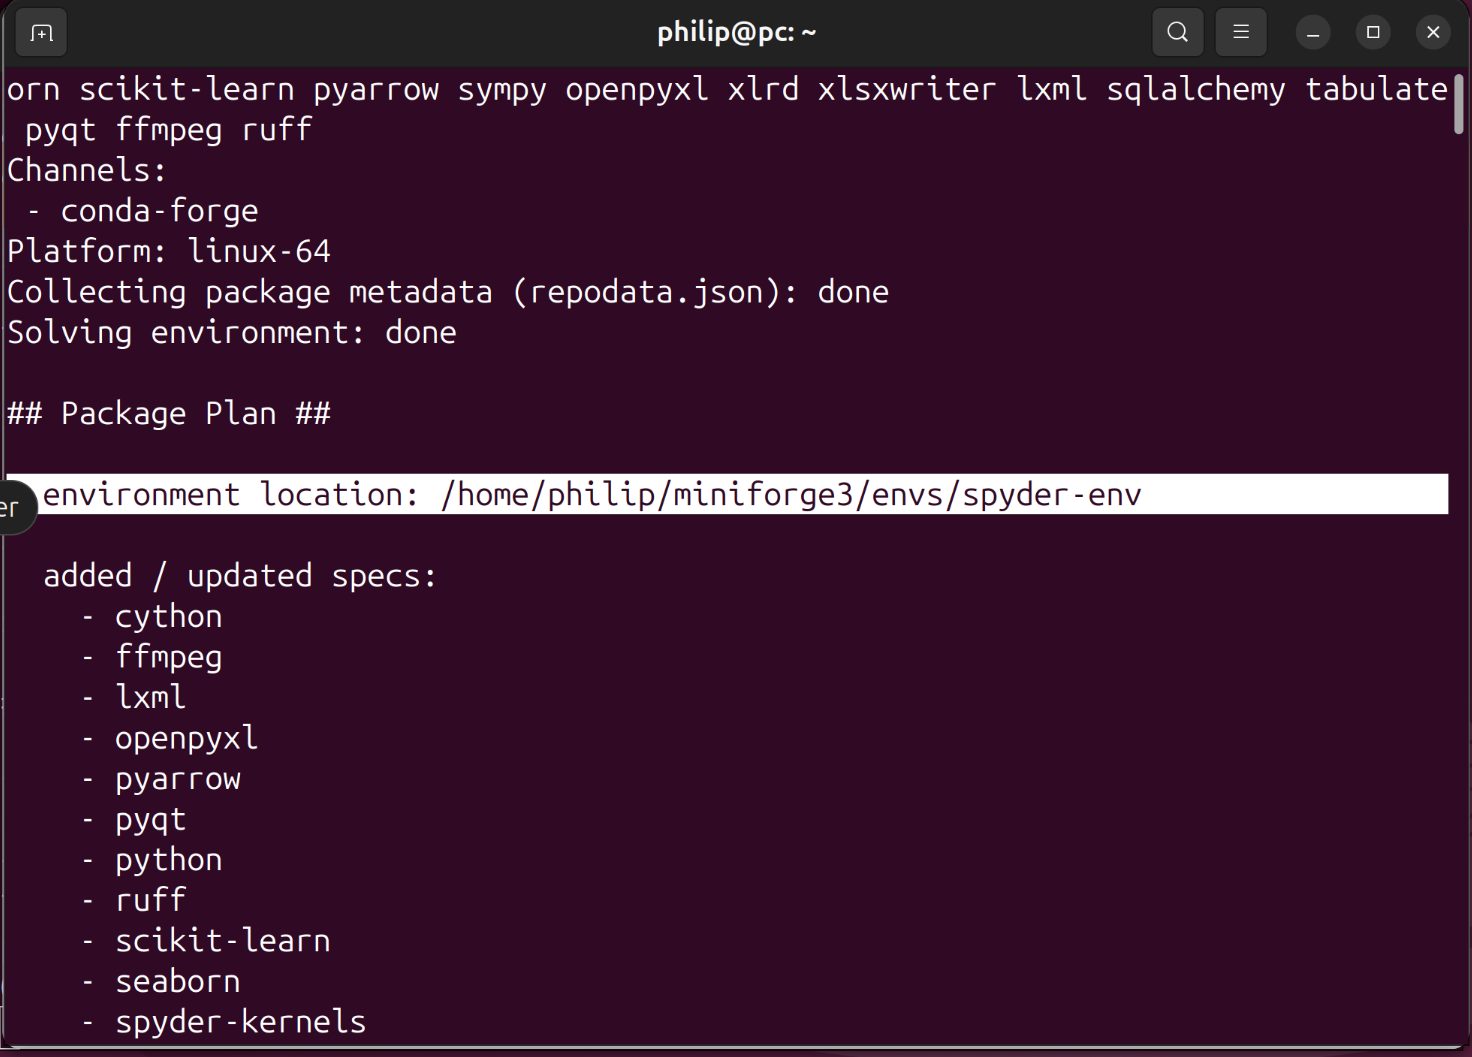 philip@pc: ~
orn scikit-learn pyarrow sympy openpyxl xlrd xlsxwriter lxml sqlalchemy tabulate
pyqt ffmpeg ruff
Channels:
- conda-forge
Platform: linux-64
Collecting package metadata (repodata.json): done
Solving environment: done
## Package Plan ##
environment location: /home/philip/miniforge3/envs/spyder-env
er
added / updated specs:
- cython
- ffmpeg
- lxml
- openpyxl
- pyarrow
- pyqt
- python
- ruff
- scikit-learn
- seaborn
- spyder-kernels